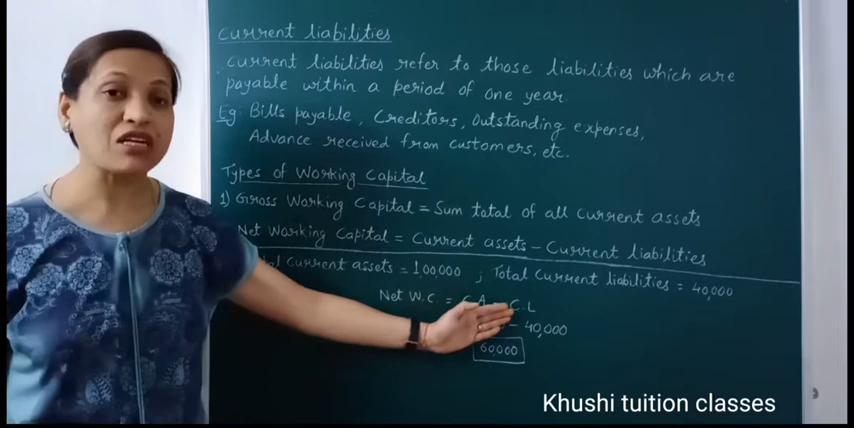 Current liabilities
Current liabilities refer to those liabilities which are
payable within a period of one year.
Eg: Bills payable, Creditors, Outstanding expenses,
Advance received from customers, etc.
Types of Working Capital
1) Gross Working Capital = Sum total of all current assets
Net Working Capital = Current assets - Current liabilities
current assets = 1,00,000 ; Total Current liabilities = 40,000
Net W.C. = C.A - C.L
- 40,000
60,000
Khushi tuition classes